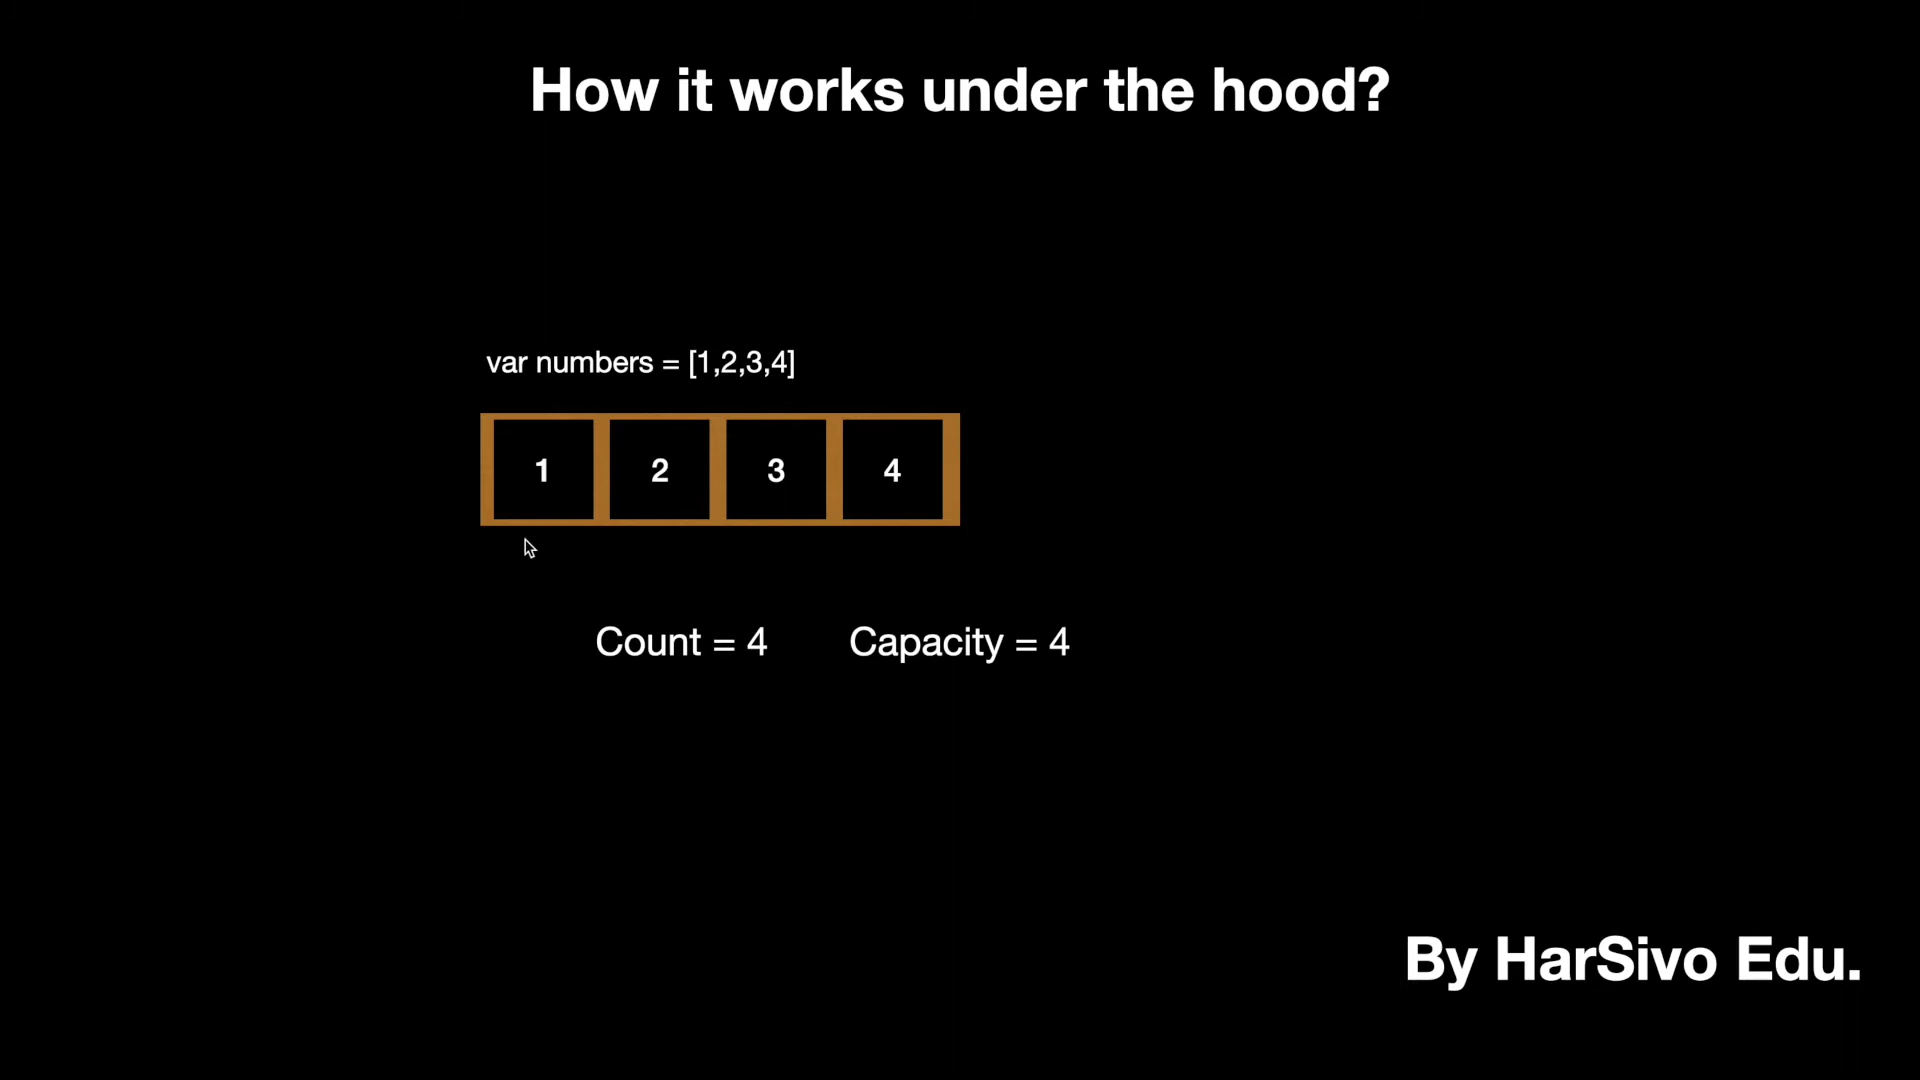 How it works under the hood?
var numbers = [1,2,3,4]
1 2 3 4
Count = 4 Capacity = 4
By HarSivo Edu.